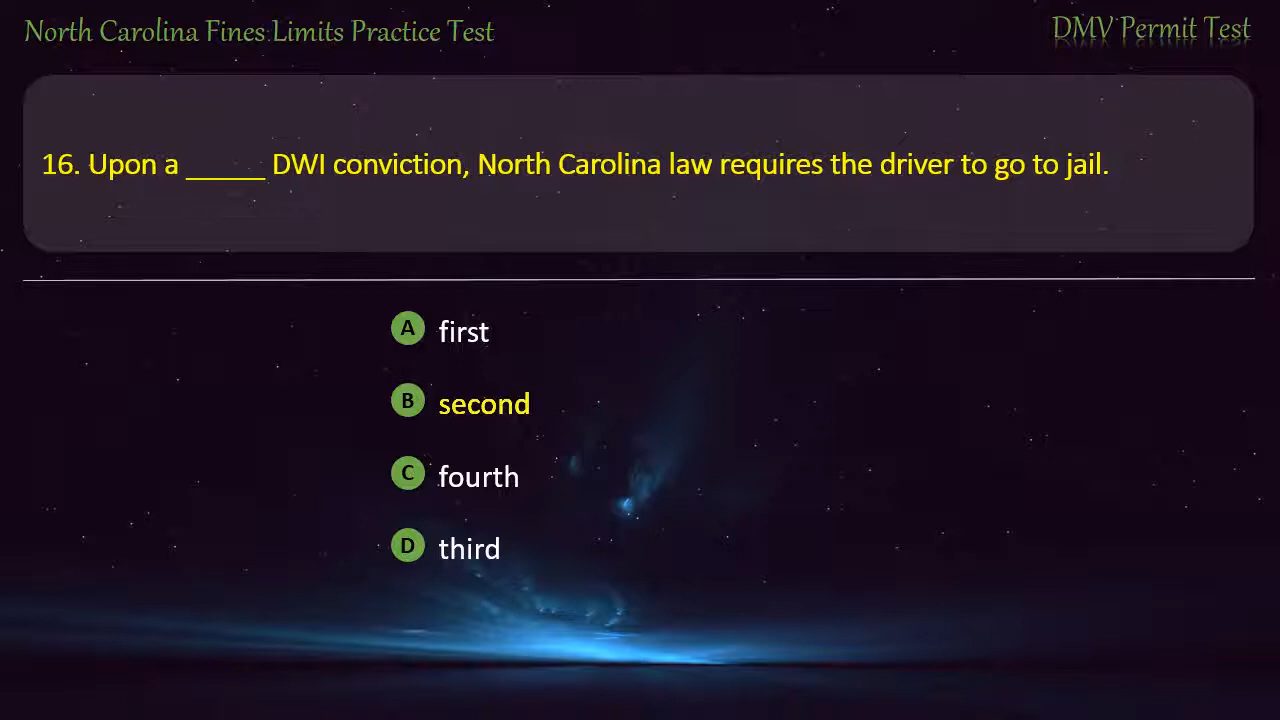 North Carolina Fines Limits Practice Test
DMV Permit Test
16. Upon a _____ DWI conviction, North Carolina law requires the driver to go to jail.
A first
B second
C fourth
D third